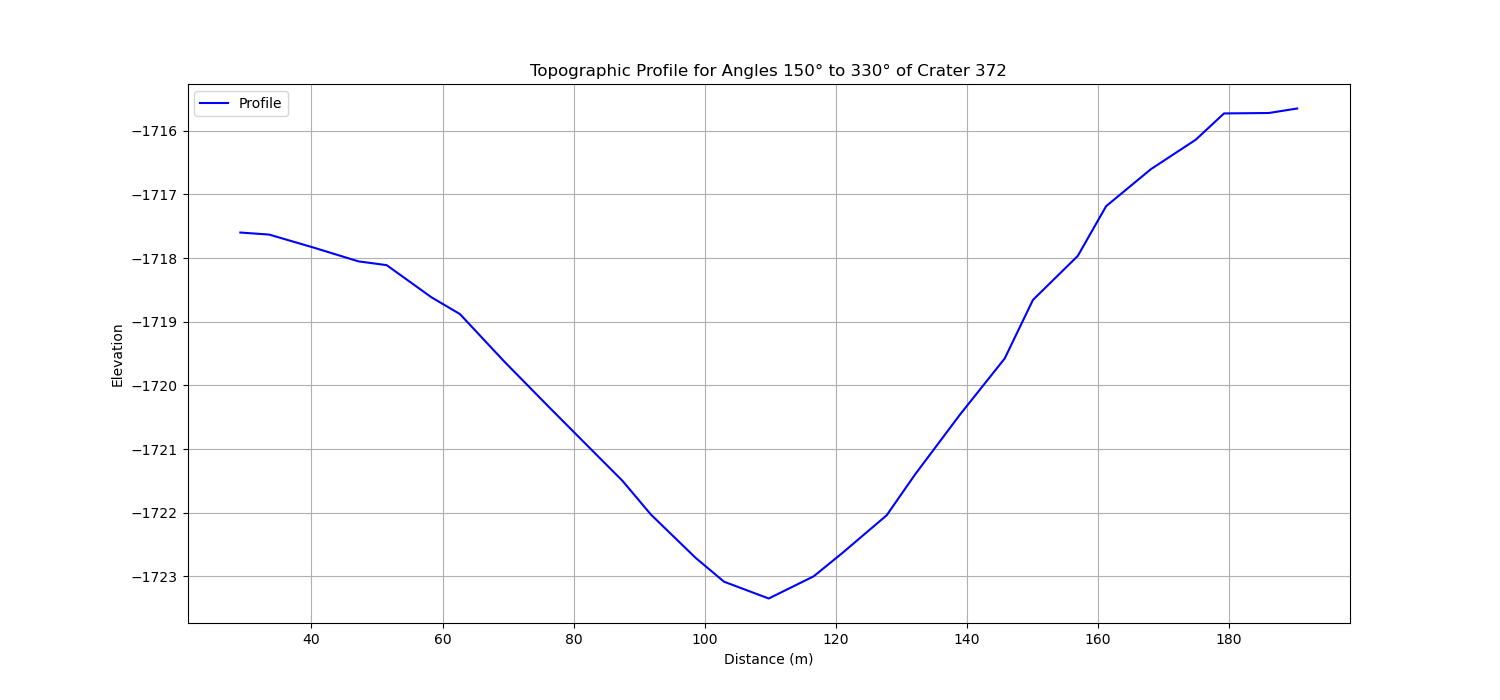 Topographic Profile for Angles 150° to 330° of Crater 372
Profile
−1716
−1717
−1718
−1719
−1720
−1721
−1722
−1723
Elevation
40 60 80 100 120 140 160 180
Distance (m)